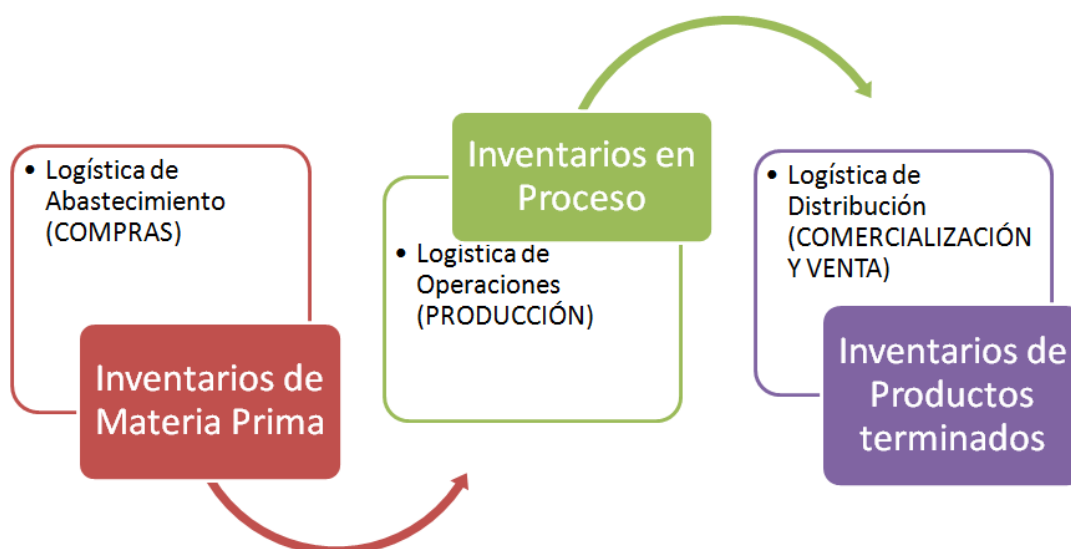 • Logística de
Abastecimiento
(COMPRAS)
Inventarios de
Materia Prima
Inventarios en
Proceso
• Logistica de
Operaciones
(PRODUCCIÓN)
• Logística de
Distribución
(COMERCIALIZACIÓN
Y VENTA)
Inventarios de
Productos
terminados